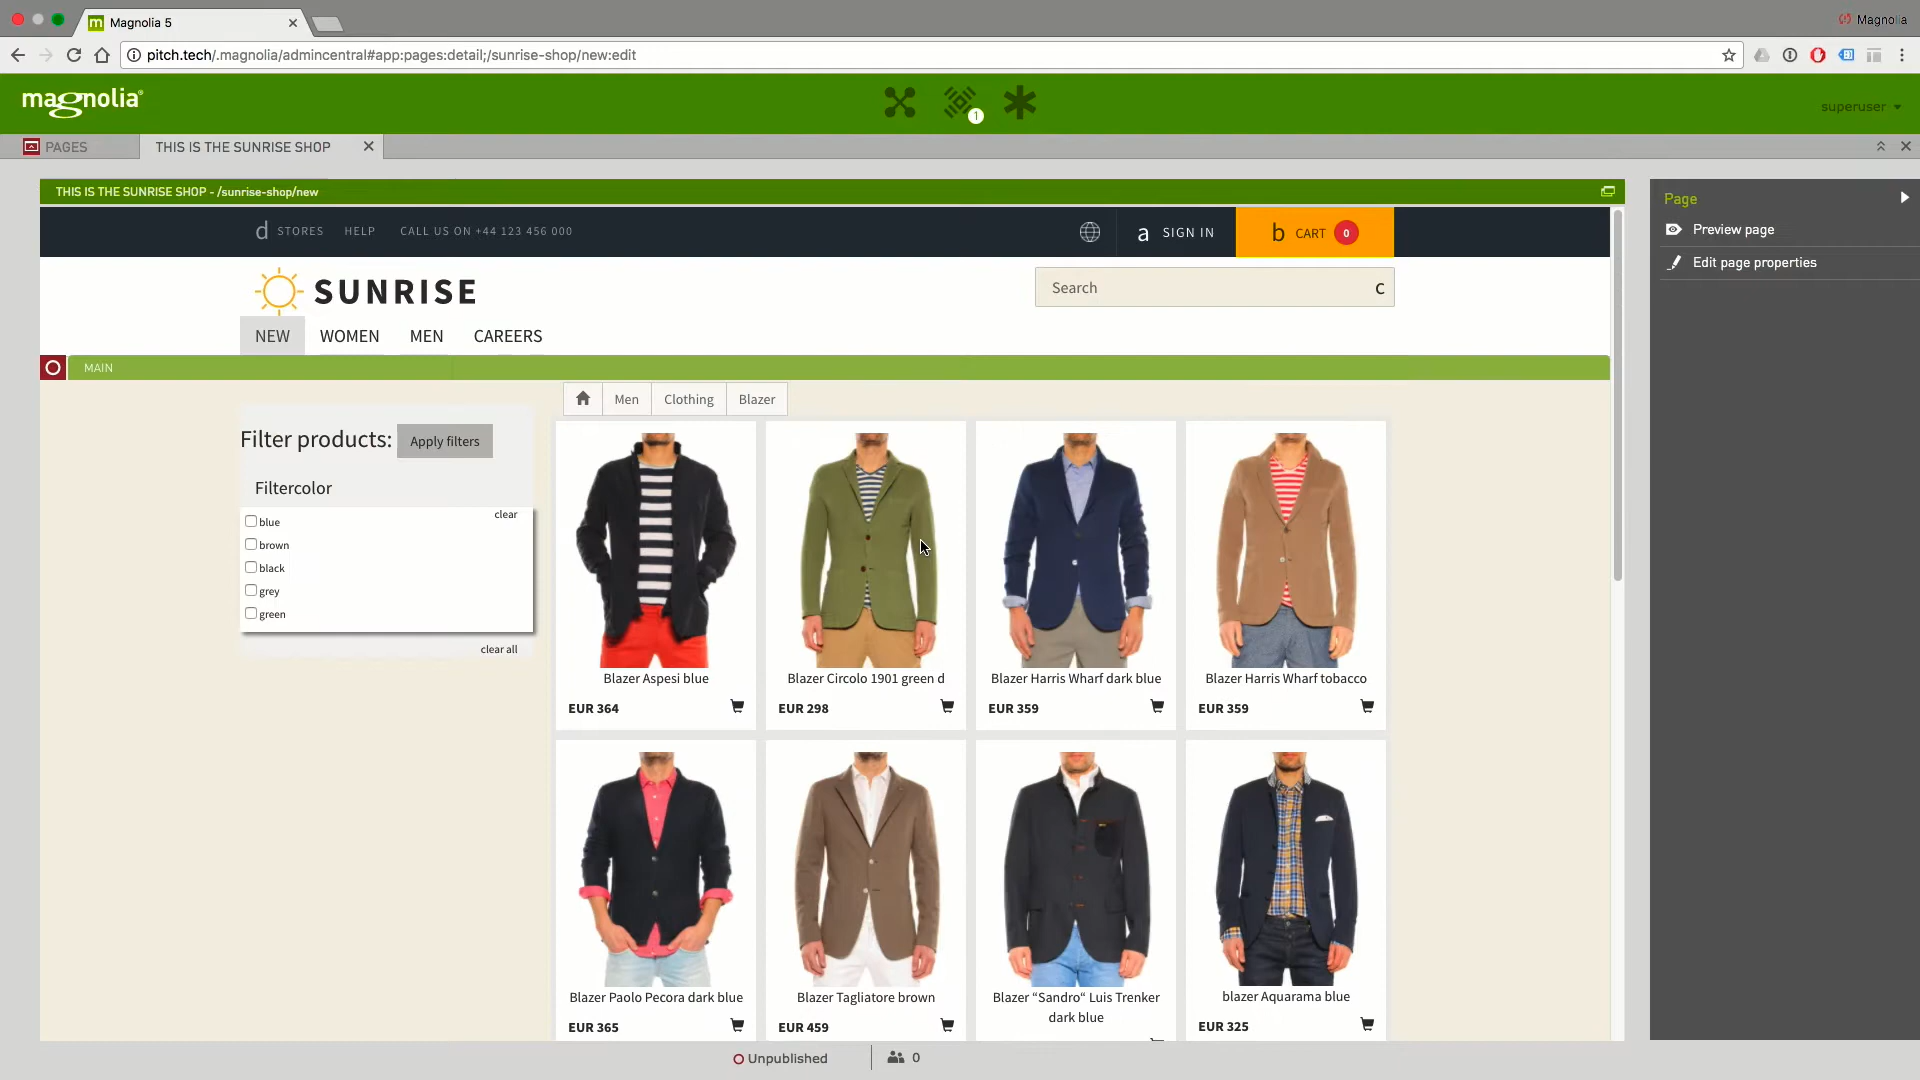 Magnolia 5
Magnolia
pitch.tech/.magnolia/admincentral#app:pages:detail;/sunrise-shop/new:edit
magnolia®
1
superuser
PAGES
THIS IS THE SUNRISE SHOP
THIS IS THE SUNRISE SHOP - /sunrise-shop/new
Page
Preview page
Edit page properties
d STORES HELP CALL US ON +44 123 456 000
a SIGN IN
b CART 0
SUNRISE
Search C
NEW WOMEN MEN CAREERS
MAIN
Men Clothing Blazer
Filter products: Apply filters
Filtercolor
clear
blue
brown
black
grey
green
clear all
Blazer Aspesi blue
EUR 364
Blazer Circolo 1901 green d
EUR 298
Blazer Harris Wharf dark blue
EUR 359
Blazer Harris Wharf tobacco
EUR 359
Blazer Paolo Pecora dark blue
EUR 365
Blazer Tagliatore brown
EUR 459
Blazer “Sandro“ Luis Trenker
dark blue
blazer Aquarama blue
EUR 325
Unpublished
0